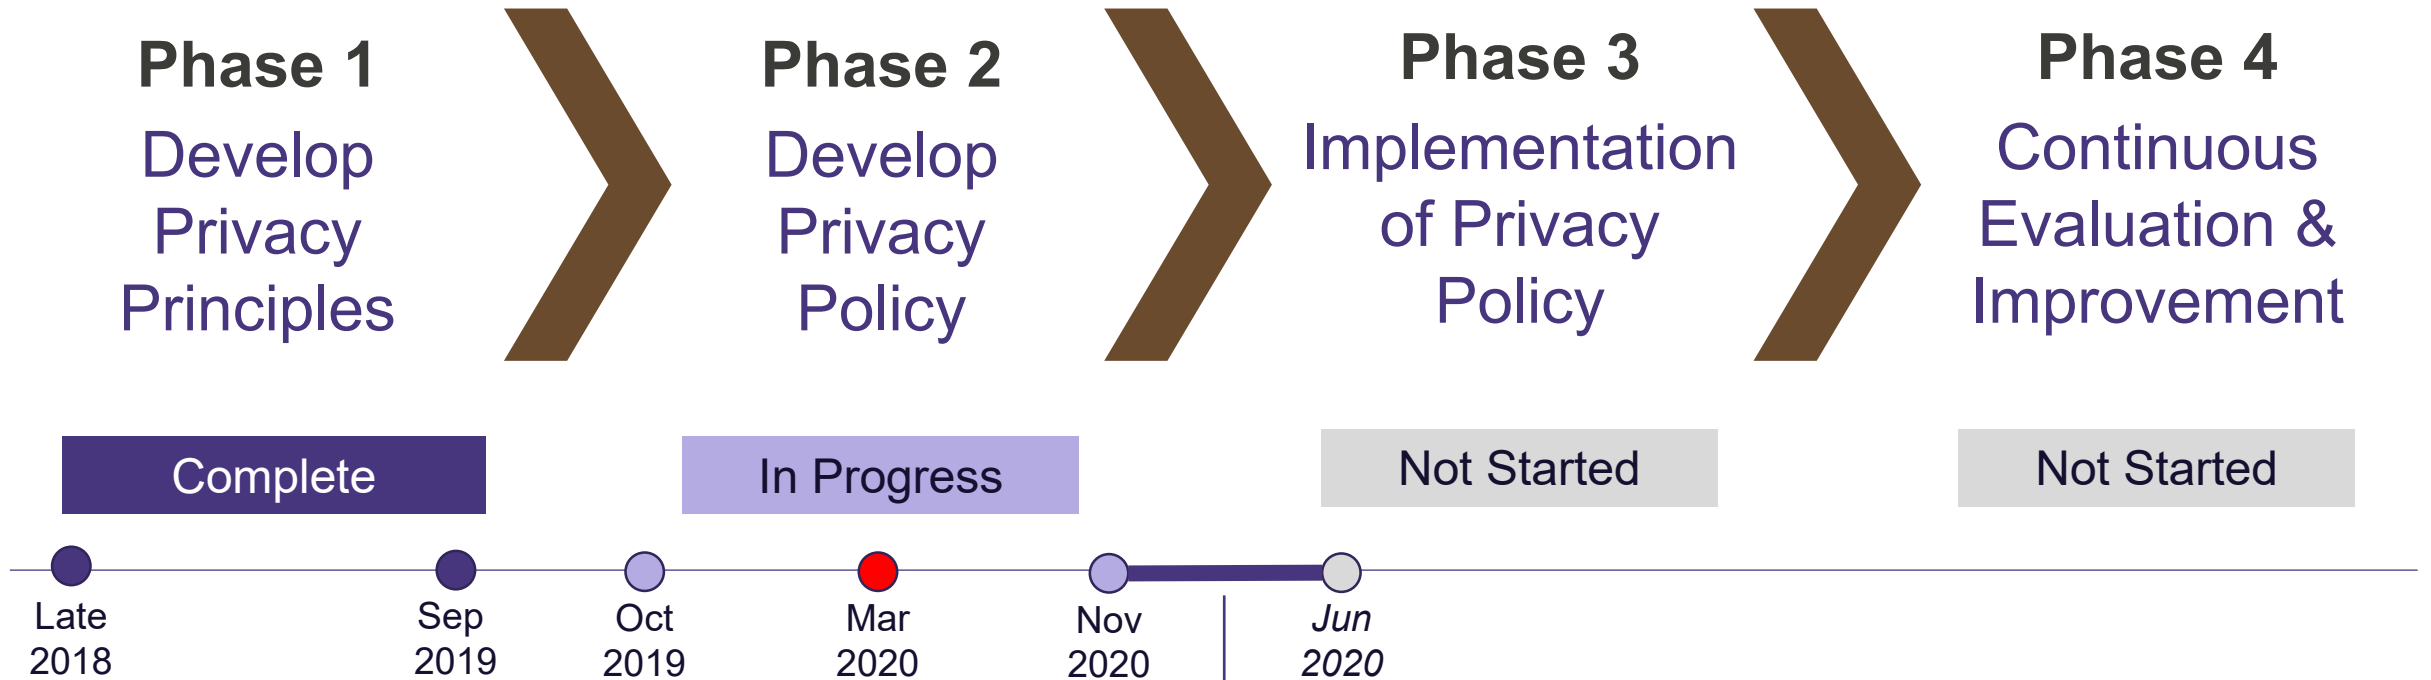 Phase 1
Develop
Privacy
Principles
Phase 2
Develop
Privacy
Policy
Phase 3
Implementation
of Privacy
Policy
Phase 4
Continuous
Evaluation &
Improvement
Complete
In Progress
Not Started
Not Started
Late
2018
Sep
2019
Oct
2019
Mar
2020
Nov
2020
Jun
2020